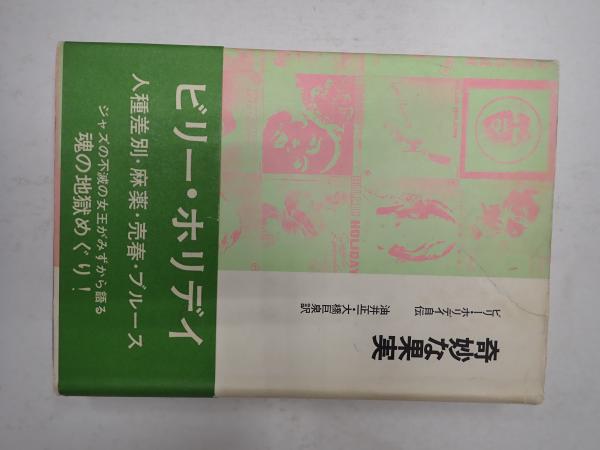 奇妙な果実
ビリー・ホリデイ自伝
油井正一・大橋巨泉訳
HOLIDAY
ビリー・ホリデイ
人種差別・麻薬・売春・ブルース
ジャズの不滅の女王がみずから語る
魂の地獄めぐり!